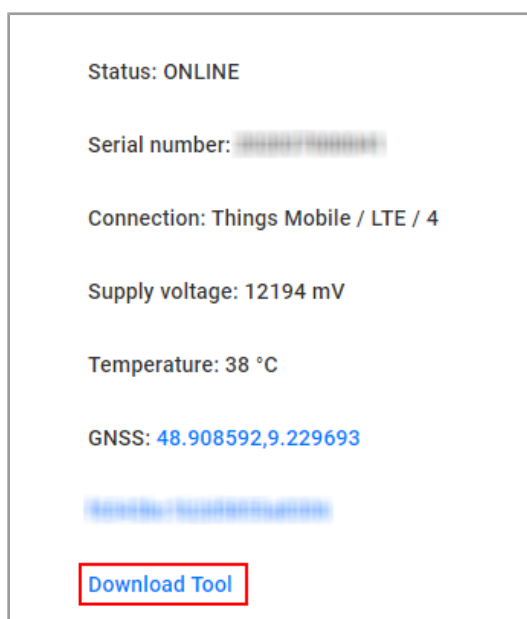 Status: ONLINE
Serial number:
Connection: Things Mobile / LTE / 4
Supply voltage: 12194 mV
Temperature: 38 °C
GNSS: 48.908592,9.229693
Download Tool